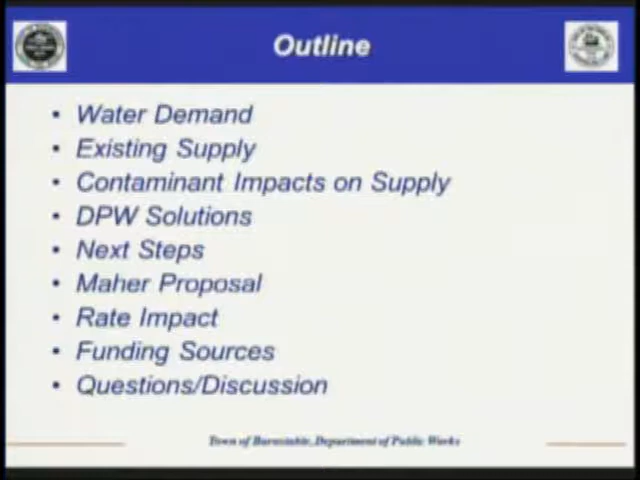 Outline
• Water Demand
• Existing Supply
• Contaminant Impacts on Supply
• DPW Solutions
• Next Steps
• Maher Proposal
• Rate Impact
• Funding Sources
• Questions/Discussion
Town of Barnstable, Department of Public Works